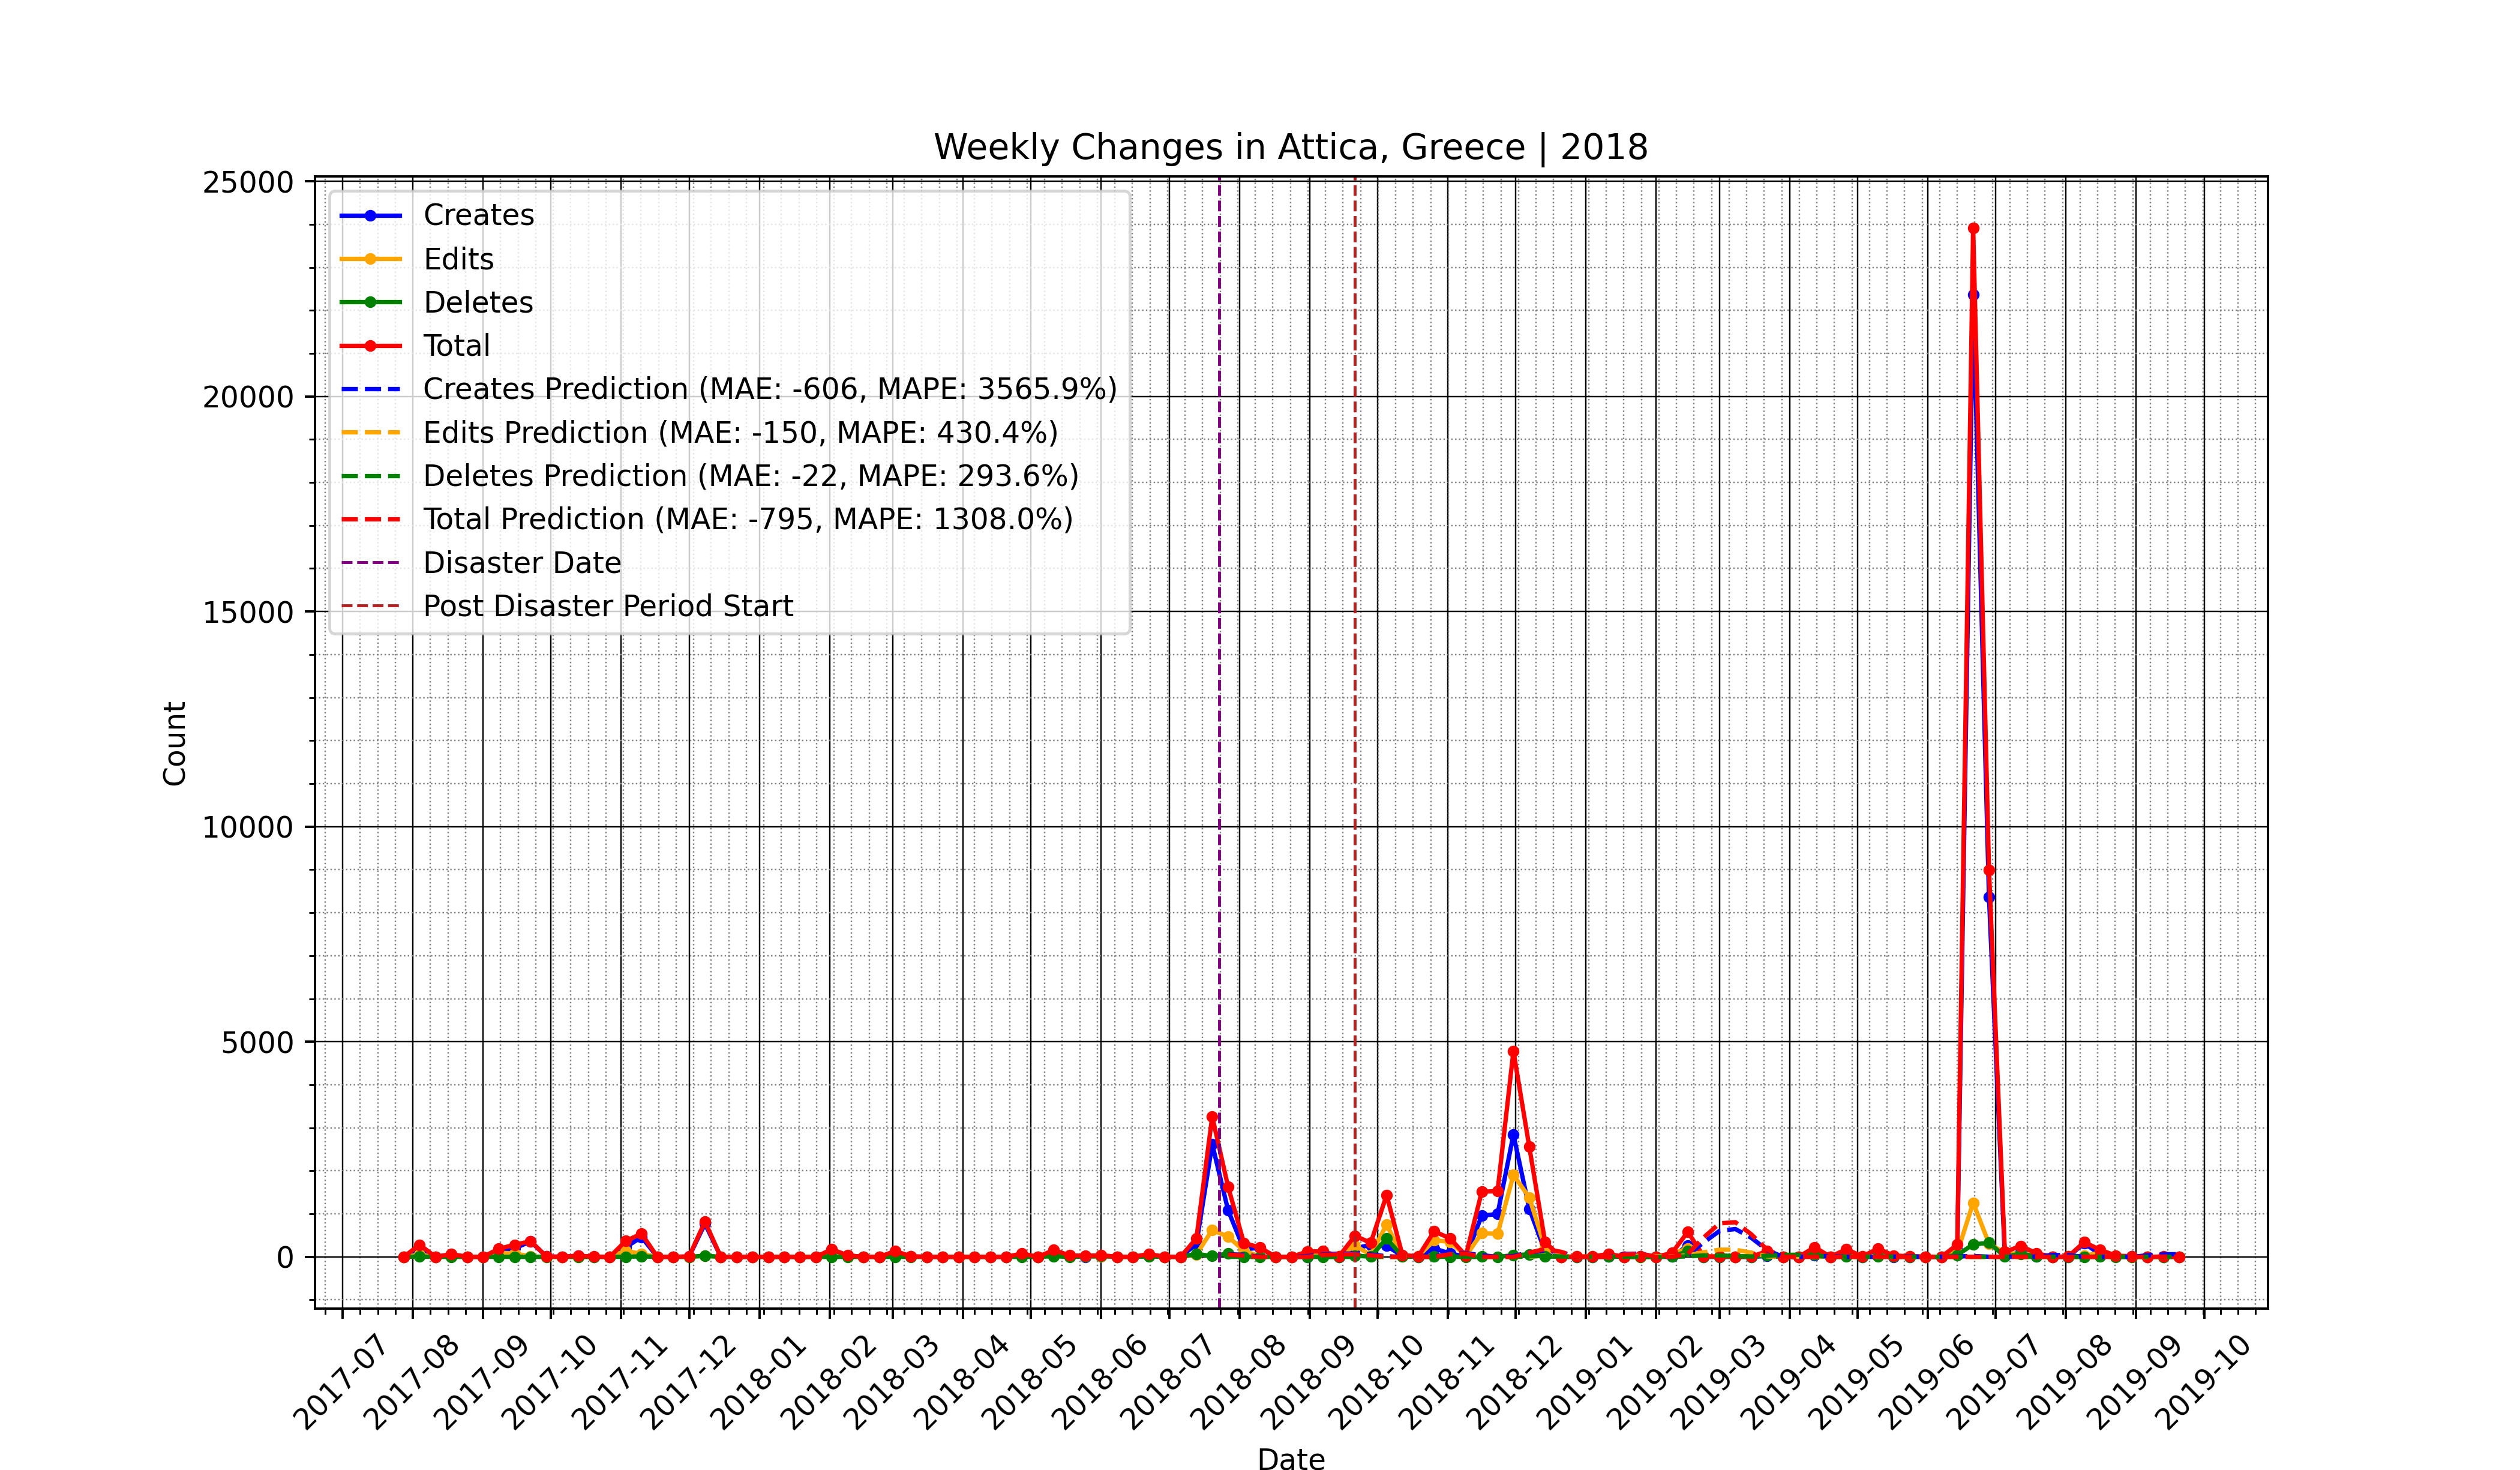 Weekly Changes in Attica, Greece | 2018
25000
20000
15000
10000
5000
0
Count
Creates
Edits
Deletes
Total
Creates Prediction (MAE: -606, MAPE: 3565.9%)
Edits Prediction (MAE: -150, MAPE: 430.4%)
Deletes Prediction (MAE: -22, MAPE: 293.6%)
Total Prediction (MAE: -795, MAPE: 1308.0%)
Disaster Date
Post Disaster Period Start
2017-07
2017-08
2017-09
2017-10
2017-11
2017-12
2018-01
2018-02
2018-03
2018-04
2018-05
2018-06
2018-07
2018-08
2018-09
2018-10
2018-11
2018-12
2019-01
2019-02
2019-03
2019-04
2019-05
2019-06
2019-07
2019-08
2019-09
2019-10
Date